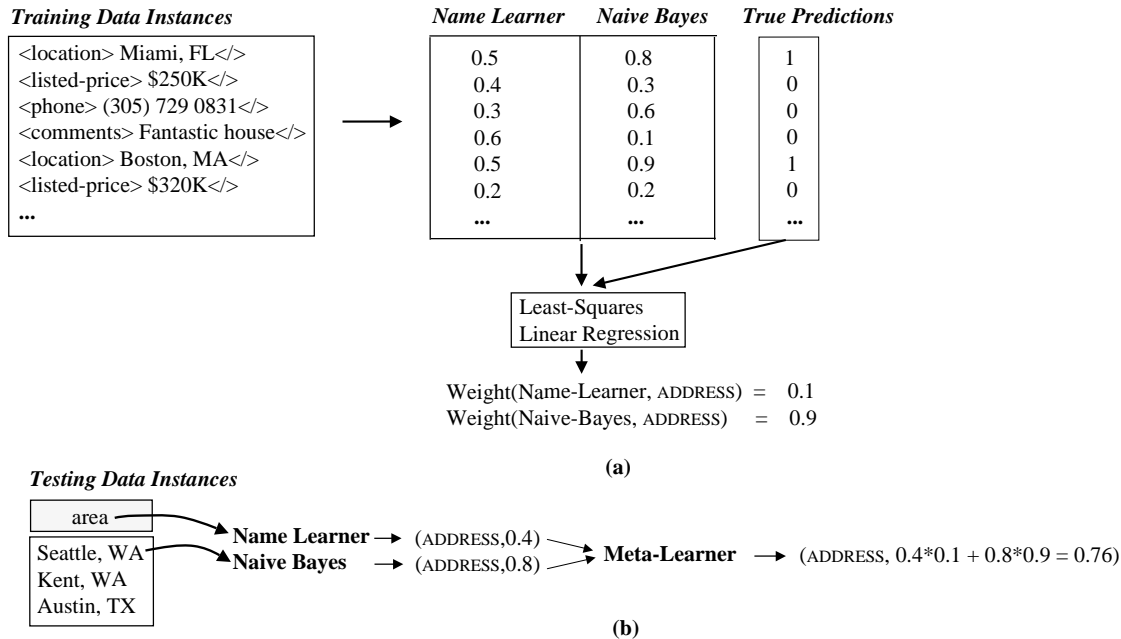 Training Data Instances
<location> Miami, FL</>
<listed-price> $250K</>
<phone> (305) 729 0831</>
<comments> Fantastic house</>
<location> Boston, MA</>
<listed-price> $320K</>
...
Name Learner Naive Bayes True Predictions
0.5 0.8 1
0.4 0.3 0
0.3 0.6 0
0.6 0.1 0
0.5 0.9 1
0.2 0.2 0
... ... ...
Least-Squares
Linear Regression
Weight(Name-Learner, ADDRESS) = 0.1
Weight(Naive-Bayes, ADDRESS) = 0.9
(a)
Testing Data Instances
area
Seattle, WA
Kent, WA
Austin, TX
Name Learner (ADDRESS,0.4)
Naive Bayes (ADDRESS,0.8)
Meta-Learner (ADDRESS, 0.4*0.1 + 0.8*0.9 = 0.76)
(b)